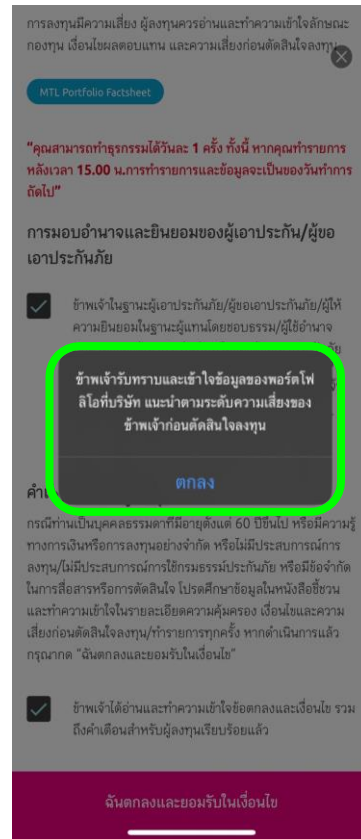 การลงทุนมีความเสี่ยง ผู้ลงทุนควรอ่านและทำความเข้าใจลักษณะ
กองทุน เงื่อนไขผลตอบแทน และความเสี่ยงก่อนตัดสินใจลงทุน
MTL Portfolio Factsheet
“คุณสามารถทำธุรกรรมได้วันละ 1 ครั้ง ทั้งนี้ หากคุณทำรายการ
หลังเวลา 15.00 น.การทำรายการและข้อมูลจะเป็นของวันทำการ
ถัดไป”
การมอบอำนาจและยินยอมของผู้เอาประกัน/ผู้ขอ
เอาประกันภัย
ข้าพเจ้าในฐานะผู้เอาประกันภัย/ผู้ขอเอาประกันภัย/ผู้ให้
ความยินยอมในฐานะผู้แทนโดยชอบธรรม/ผู้ใช้อำนาจ
ข้าพเจ้ารับทราบและเข้าใจข้อมูลของพอร์ตโฟ
ลิโอที่บริษัท แนะนำตามระดับความเสี่ยงของ
ข้าพเจ้าก่อนตัดสินใจลงทุน
ตกลง
กรณีท่านเป็นบุคคลธรรมดาที่มีอายุตั้งแต่ 60 ปีขึ้นไป หรือมีความรู้
ทางการเงินหรือการลงทุนอย่างจำกัด หรือไม่มีประสบการณ์การ
ลงทุน/ไม่มีประสบการณ์การใช้กรมธรรม์ประกันภัย หรือมีข้อจำกัด
ในการสื่อสารหรือการตัดสินใจ โปรดศึกษาข้อมูลในหนังสือชี้ชวน
และทำความเข้าใจในรายละเอียดความคุ้มครอง เงื่อนไขและความ
เสี่ยงก่อนตัดสินใจลงทุน/ทำรายการทุกครั้ง หากดำเนินการแล้ว
กรุณากด “ฉันตกลงและยอมรับในเงื่อนไข”
ข้าพเจ้าได้อ่านและทำความเข้าใจข้อตกลงและเงื่อนไข รวม
ถึงคำเตือนสำหรับผู้ลงทุนเรียบร้อยแล้ว
ฉันตกลงและยอมรับในเงื่อนไข